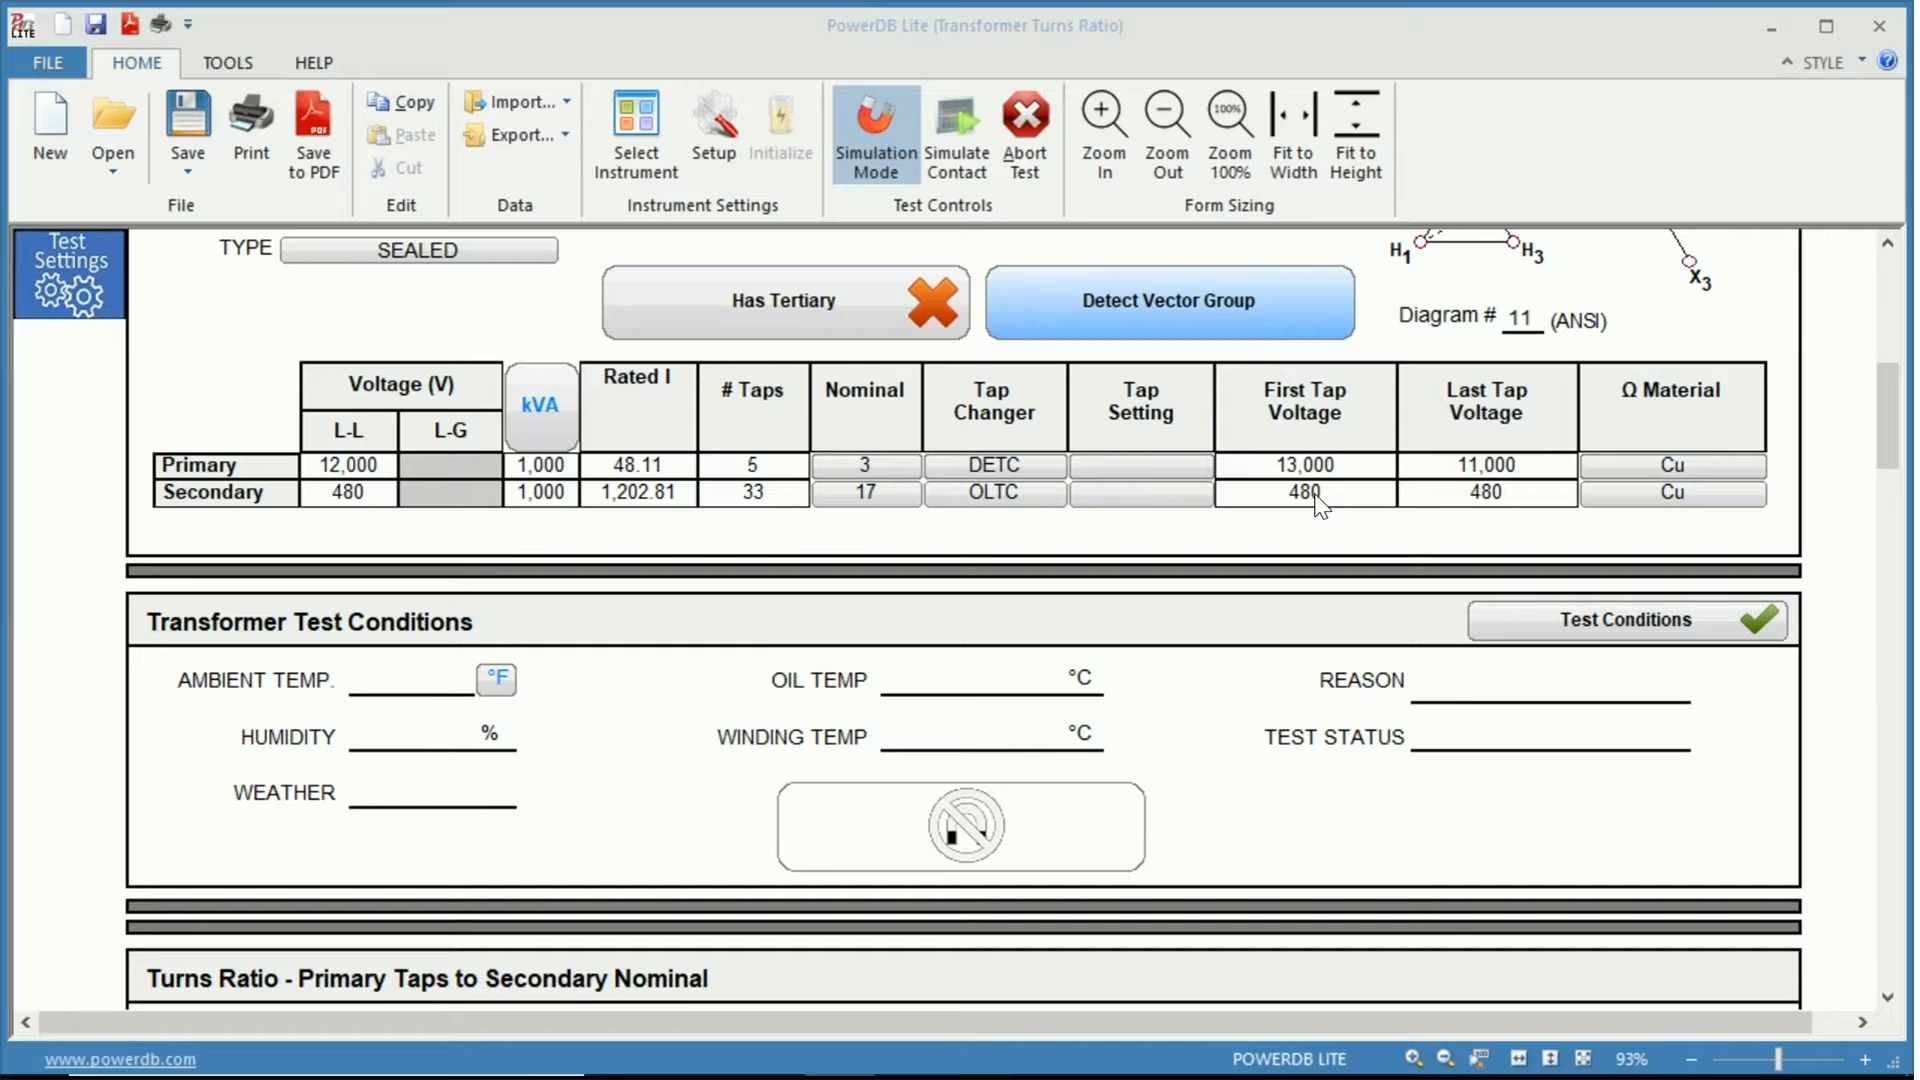 LITE
PowerDB Lite (Transformer Turns Ratio)
FILE HOME TOOLS HELP STYLE
New Open Save Print Save to PDF
Copy
Paste
Cut
Import...
Export...
Select Instrument Setup Initialize
Simulation Mode Simulate Contact Abort Test
100%
Zoom In Zoom Out Zoom 100% Fit to Width Fit to Height
File Edit Data Instrument Settings Test Controls Form Sizing
Test Settings
TYPE SEALED
H1 H3 X3
Has Tertiary Detect Vector Group
Diagram # 11 (ANSI)
Voltage (V) kVA Rated I # Taps Nominal Tap Changer Tap Setting First Tap Voltage Last Tap Voltage Ω Material
L-L L-G
Primary 12,000 1,000 48.11 5 3 DETC 13,000 11,000 Cu
Secondary 480 1,000 1,202.81 33 17 OLTC 480 480 Cu
Transformer Test Conditions Test Conditions
AMBIENT TEMP. °F OIL TEMP °C REASON
HUMIDITY % WINDING TEMP °C TEST STATUS
WEATHER
Turns Ratio - Primary Taps to Secondary Nominal
www.powerdb.com POWERDB LITE 93%